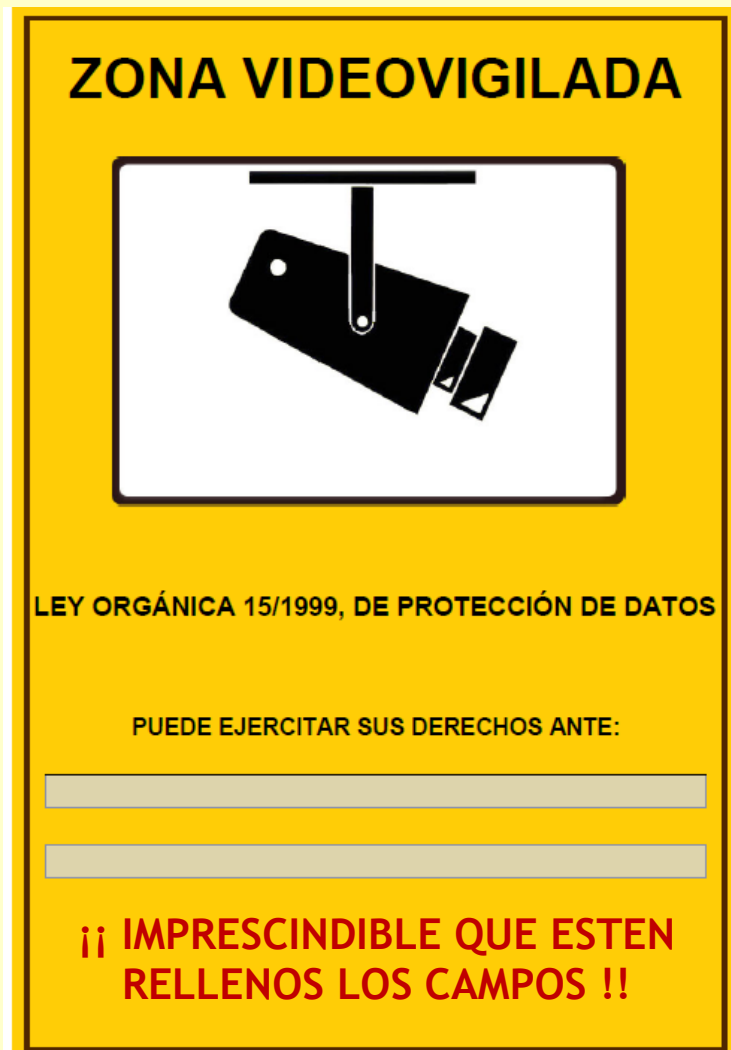 ZONA VIDEOVIGILADA
LEY ORGÁNICA 15/1999, DE PROTECCIÓN DE DATOS
PUEDE EJERCITAR SUS DERECHOS ANTE:
¡¡ IMPRESCINDIBLE QUE ESTEN
RELLENOS LOS CAMPOS !!